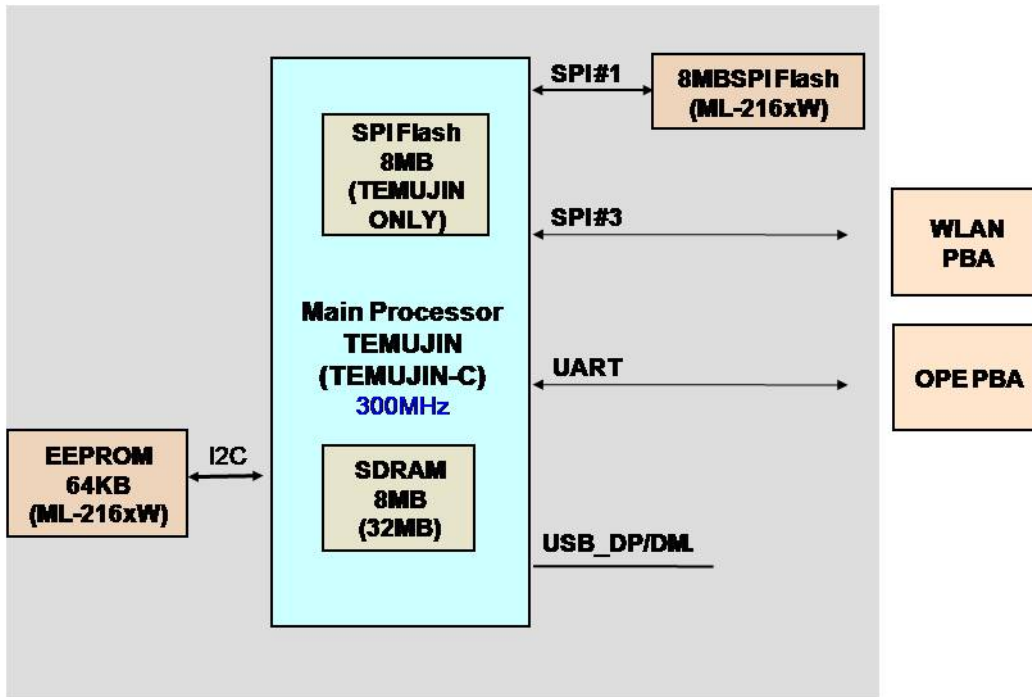 SPI#1
8MBSPI Flash
(ML-216xW)
SPI Flash
8MB
(TEMUJIN
ONLY)
SPI#3
WLAN
PBA
Main Processor
TEMUJIN
(TEMUJIN-C)
300MHz
UART
OPE PBA
EEPROM
64KB
(ML-216xW)
I2C
SDRAM
8MB
(32MB)
USB_DP/DML